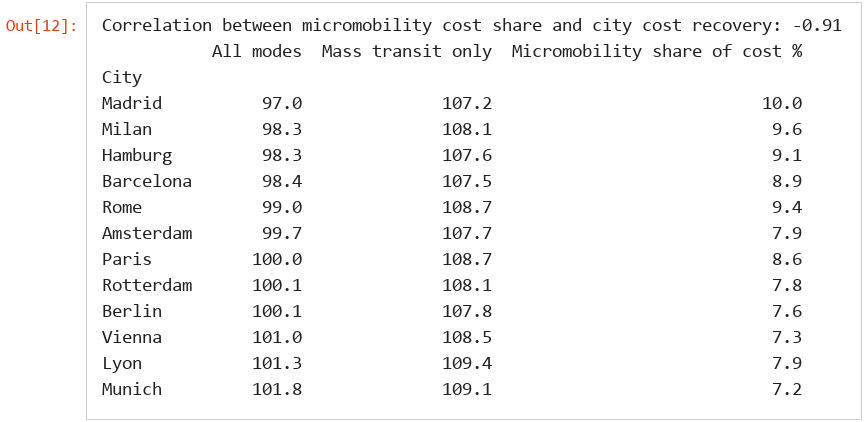 Out[12]: Correlation between micromobility cost share and city cost recovery: -0.91
All modes Mass transit only Micromobility share of cost %
City
Madrid 97.0 107.2 10.0
Milan 98.3 108.1 9.6
Hamburg 98.3 107.6 9.1
Barcelona 98.4 107.5 8.9
Rome 99.0 108.7 9.4
Amsterdam 99.7 107.7 7.9
Paris 100.0 108.7 8.6
Rotterdam 100.1 108.1 7.8
Berlin 100.1 107.8 7.6
Vienna 101.0 108.5 7.3
Lyon 101.3 109.4 7.9
Munich 101.8 109.1 7.2